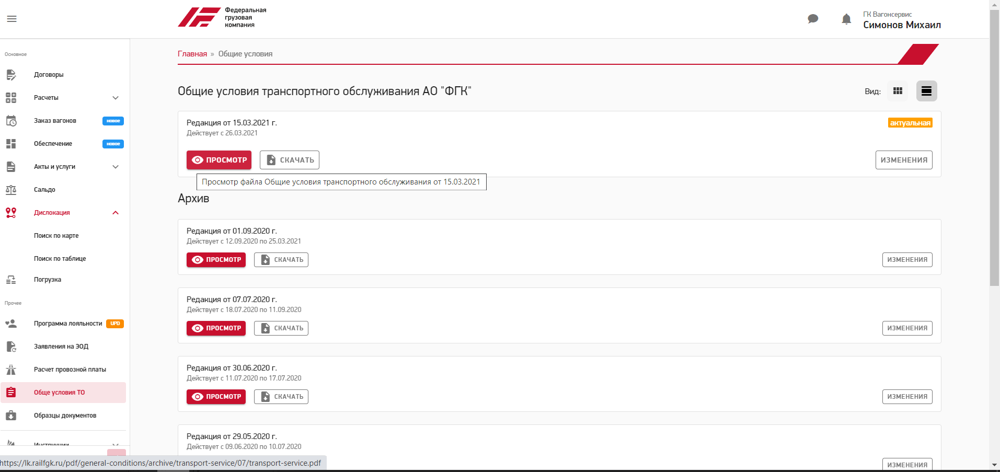 Федеральная
грузовая
компания
ГК Вагонсервис
Симонов Михаил
Основное
Договоры
Расчеты
Заказ вагонов
новое
Обеспечение
новое
Акты и услуги
Сальдо
Дислокация
Поиск по карте
Поиск по таблице
Погрузка
Прочее
Программа лояльности
UPD
Заявления на ЭОД
Расчет провозной платы
Обще условия ТО
Образцы документов
Инструкции
Главная » Общие условия
Общие условия транспортного обслуживания АО "ФГК"
Вид:
Редакция от 15.03.2021 г.
актуальная
Действует с 26.03.2021
ПРОСМОТР
СКАЧАТЬ
ИЗМЕНЕНИЯ
Просмотр файла Общие условия транспортного обслуживания от 15.03.2021
Архив
Редакция от 01.09.2020 г.
Действует с 12.09.2020 по 25.03.2021
ПРОСМОТР
СКАЧАТЬ
ИЗМЕНЕНИЯ
Редакция от 07.07.2020 г.
Действует с 18.07.2020 по 11.09.2020
ПРОСМОТР
СКАЧАТЬ
ИЗМЕНЕНИЯ
Редакция от 30.06.2020 г.
Действует с 11.07.2020 по 17.07.2020
ПРОСМОТР
СКАЧАТЬ
ИЗМЕНЕНИЯ
Редакция от 29.05.2020 г.
Действует с 09.06.2020 по 10.07.2020
ИЗМЕНЕНИЯ
https://lk.railfgk.ru/pdf/general-conditions/archive/transport-service/07/transport-service.pdf